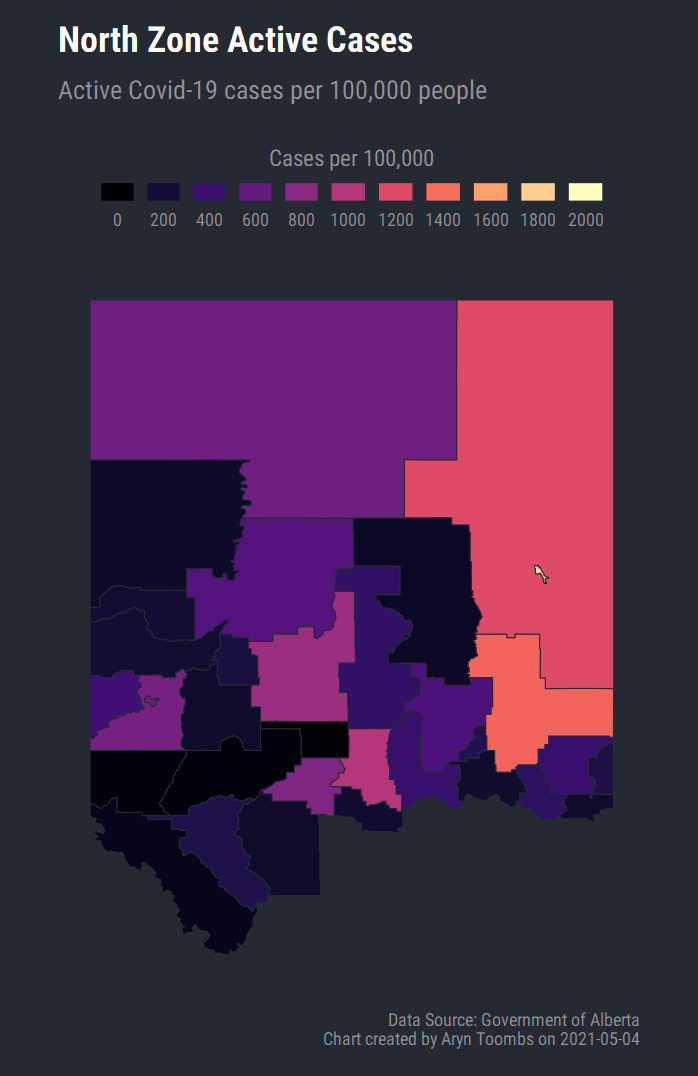 North Zone Active Cases
Active Covid-19 cases per 100,000 people
Cases per 100,000
0 200 400 600 800 1000 1200 1400 1600 1800 2000
Data Source: Government of Alberta
Chart created by Aryn Toombs on 2021-05-04